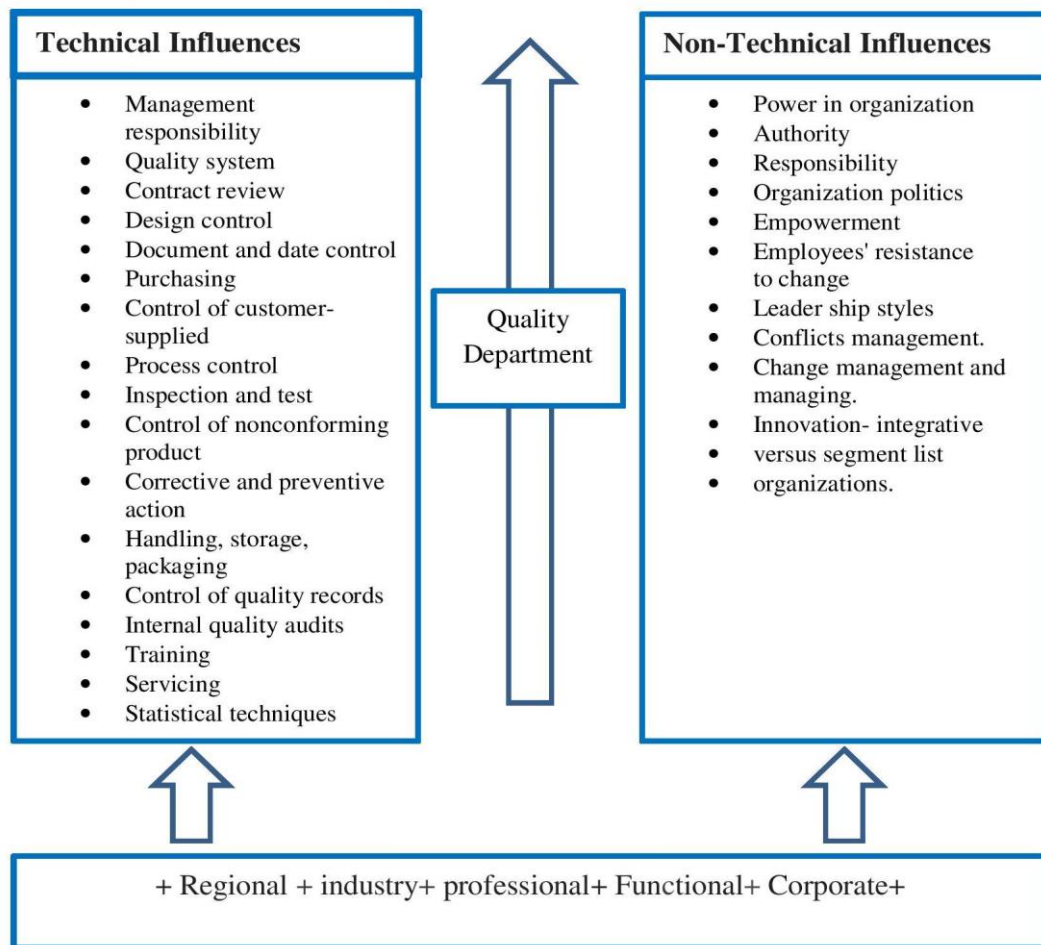 Technical Influences
• Management
responsibility
• Quality system
• Contract review
• Design control
• Document and date control
• Purchasing
• Control of customer-
supplied
• Process control
• Inspection and test
• Control of nonconforming
product
• Corrective and preventive
action
• Handling, storage,
packaging
• Control of quality records
• Internal quality audits
• Training
• Servicing
• Statistical techniques
Quality
Department
Non-Technical Influences
• Power in organization
• Authority
• Responsibility
• Organization politics
• Empowerment
• Employees' resistance
to change
• Leader ship styles
• Conflicts management.
• Change management and
managing.
• Innovation- integrative
• versus segment list
• organizations.
+ Regional + industry+ professional+ Functional+ Corporate+